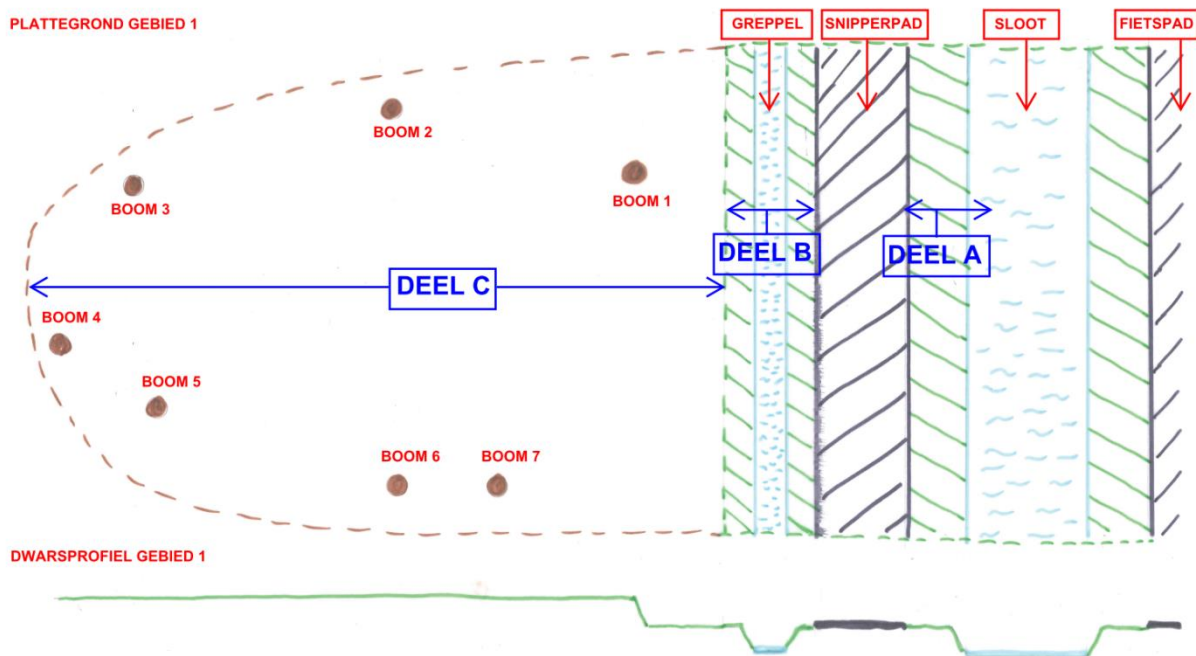 PLATTEGROND GEBIED 1
GREPPEL
SNIPPERPAD
SLOOT
FIETSPAD
BOOM 2
BOOM 3
BOOM 1
DEEL B
DEEL A
DEEL C
BOOM 4
BOOM 5
BOOM 6
BOOM 7
DWARSPROFIEL GEBIED 1